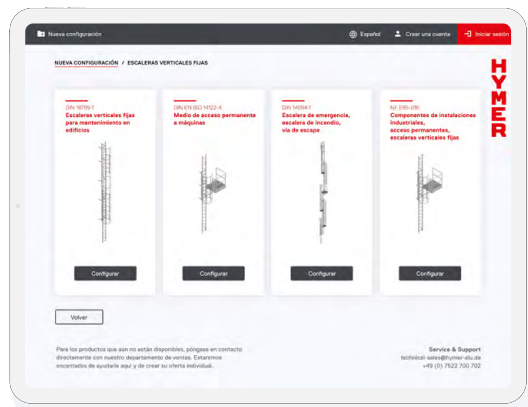 Nueva configuración
Español
Crear una cuenta
Iniciar sesión
NUEVA CONFIGURACIÓN / ESCALERAS VERTICALES FIJAS
HYMER
DIN 18799-1
Escaleras verticales fijas
para mantenimiento en
edificios
Configurar
DIN EN ISO 14122-4
Medio de acceso permanente
a máquinas
Configurar
DIN 14094-1
Escalera de emergencia,
escalera de incendio,
vía de escape
Configurar
NF E85-016
Componentes de instalaciones
industriales,
acceso permanentes,
escaleras verticales fijas
Configurar
Volver
Para los productos que aún no están disponibles, póngase en contacto
directamente con nuestro departamento de ventas. Estaremos
encantados de ayudarle aquí y de crear su oferta individual.
Service & Support
technical-sales@hymer-alu.de
+49 (0) 7522 700 702